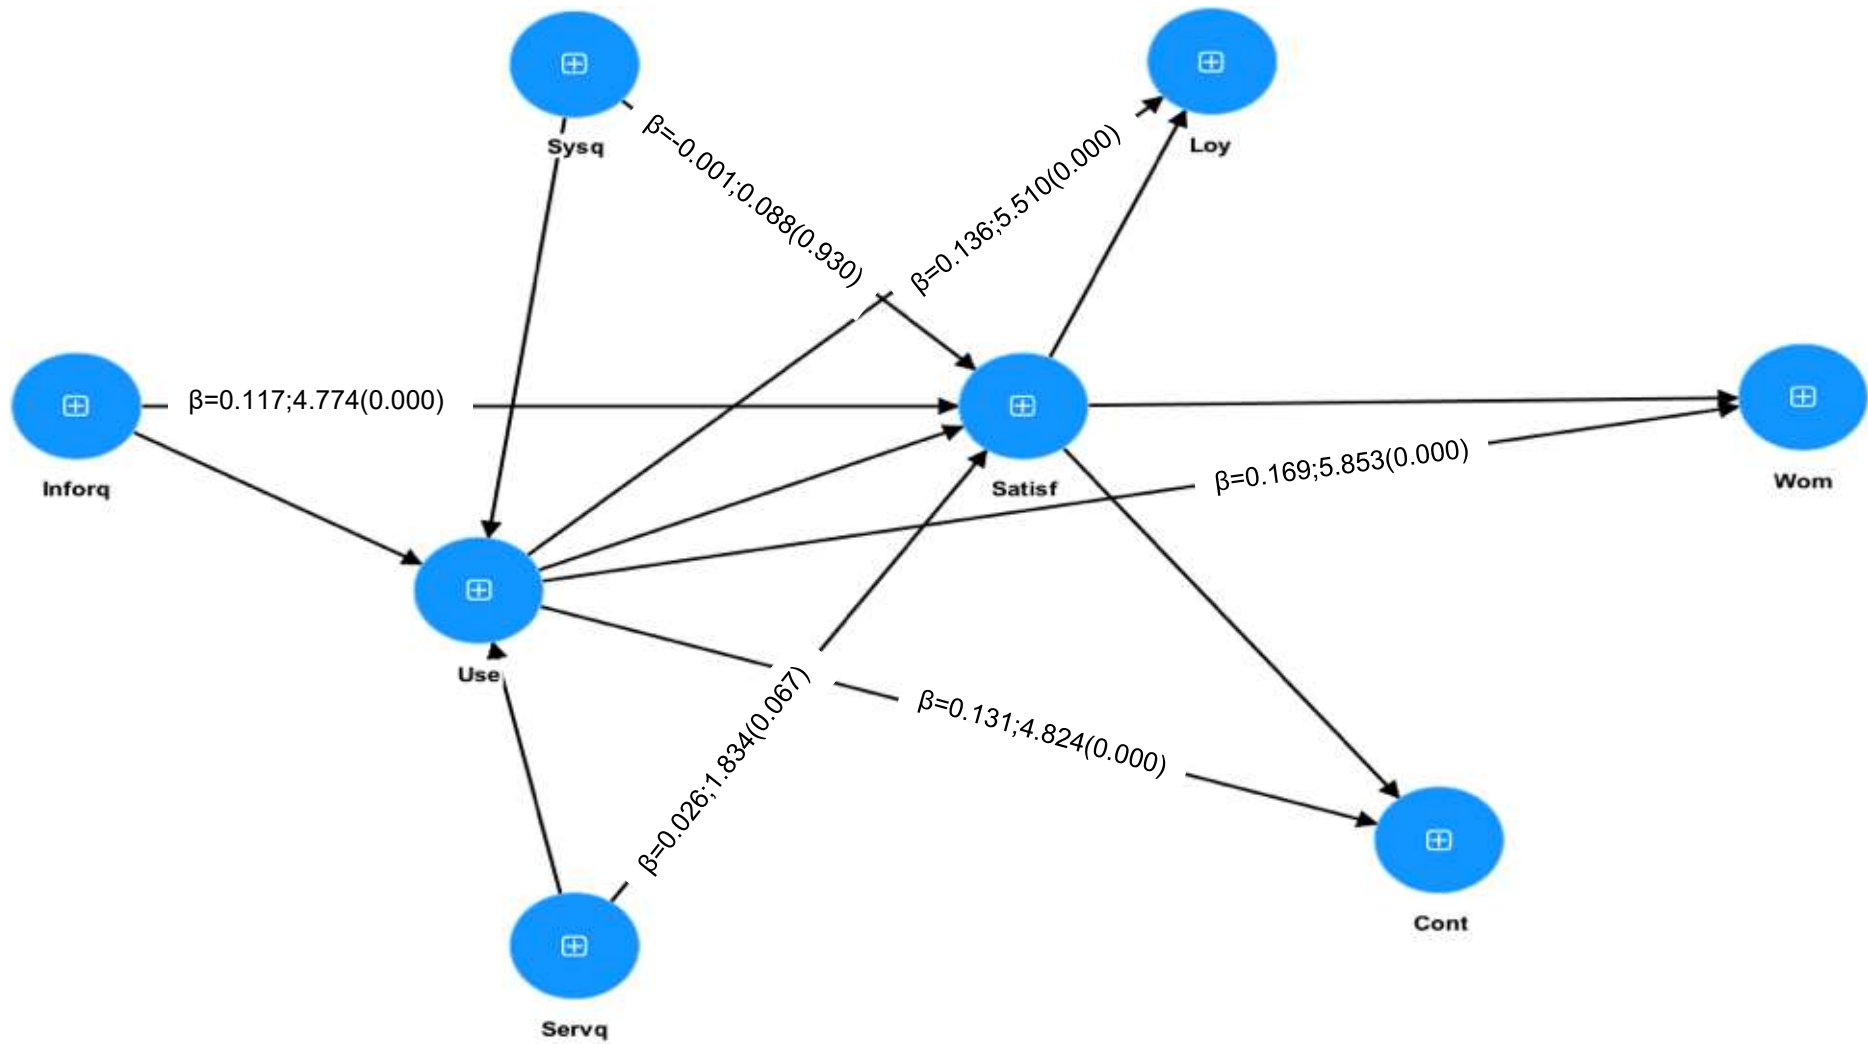 Sysq
Loy
β=-0.001;0.088(0.930)
β=0.136;5.510(0.000)
β=0.117;4.774(0.000)
Inforq
Satisf
β=0.169;5.853(0.000)
Wom
Use
β=0.026;1.834(0.067)
β=0.131;4.824(0.000)
Cont
Servq